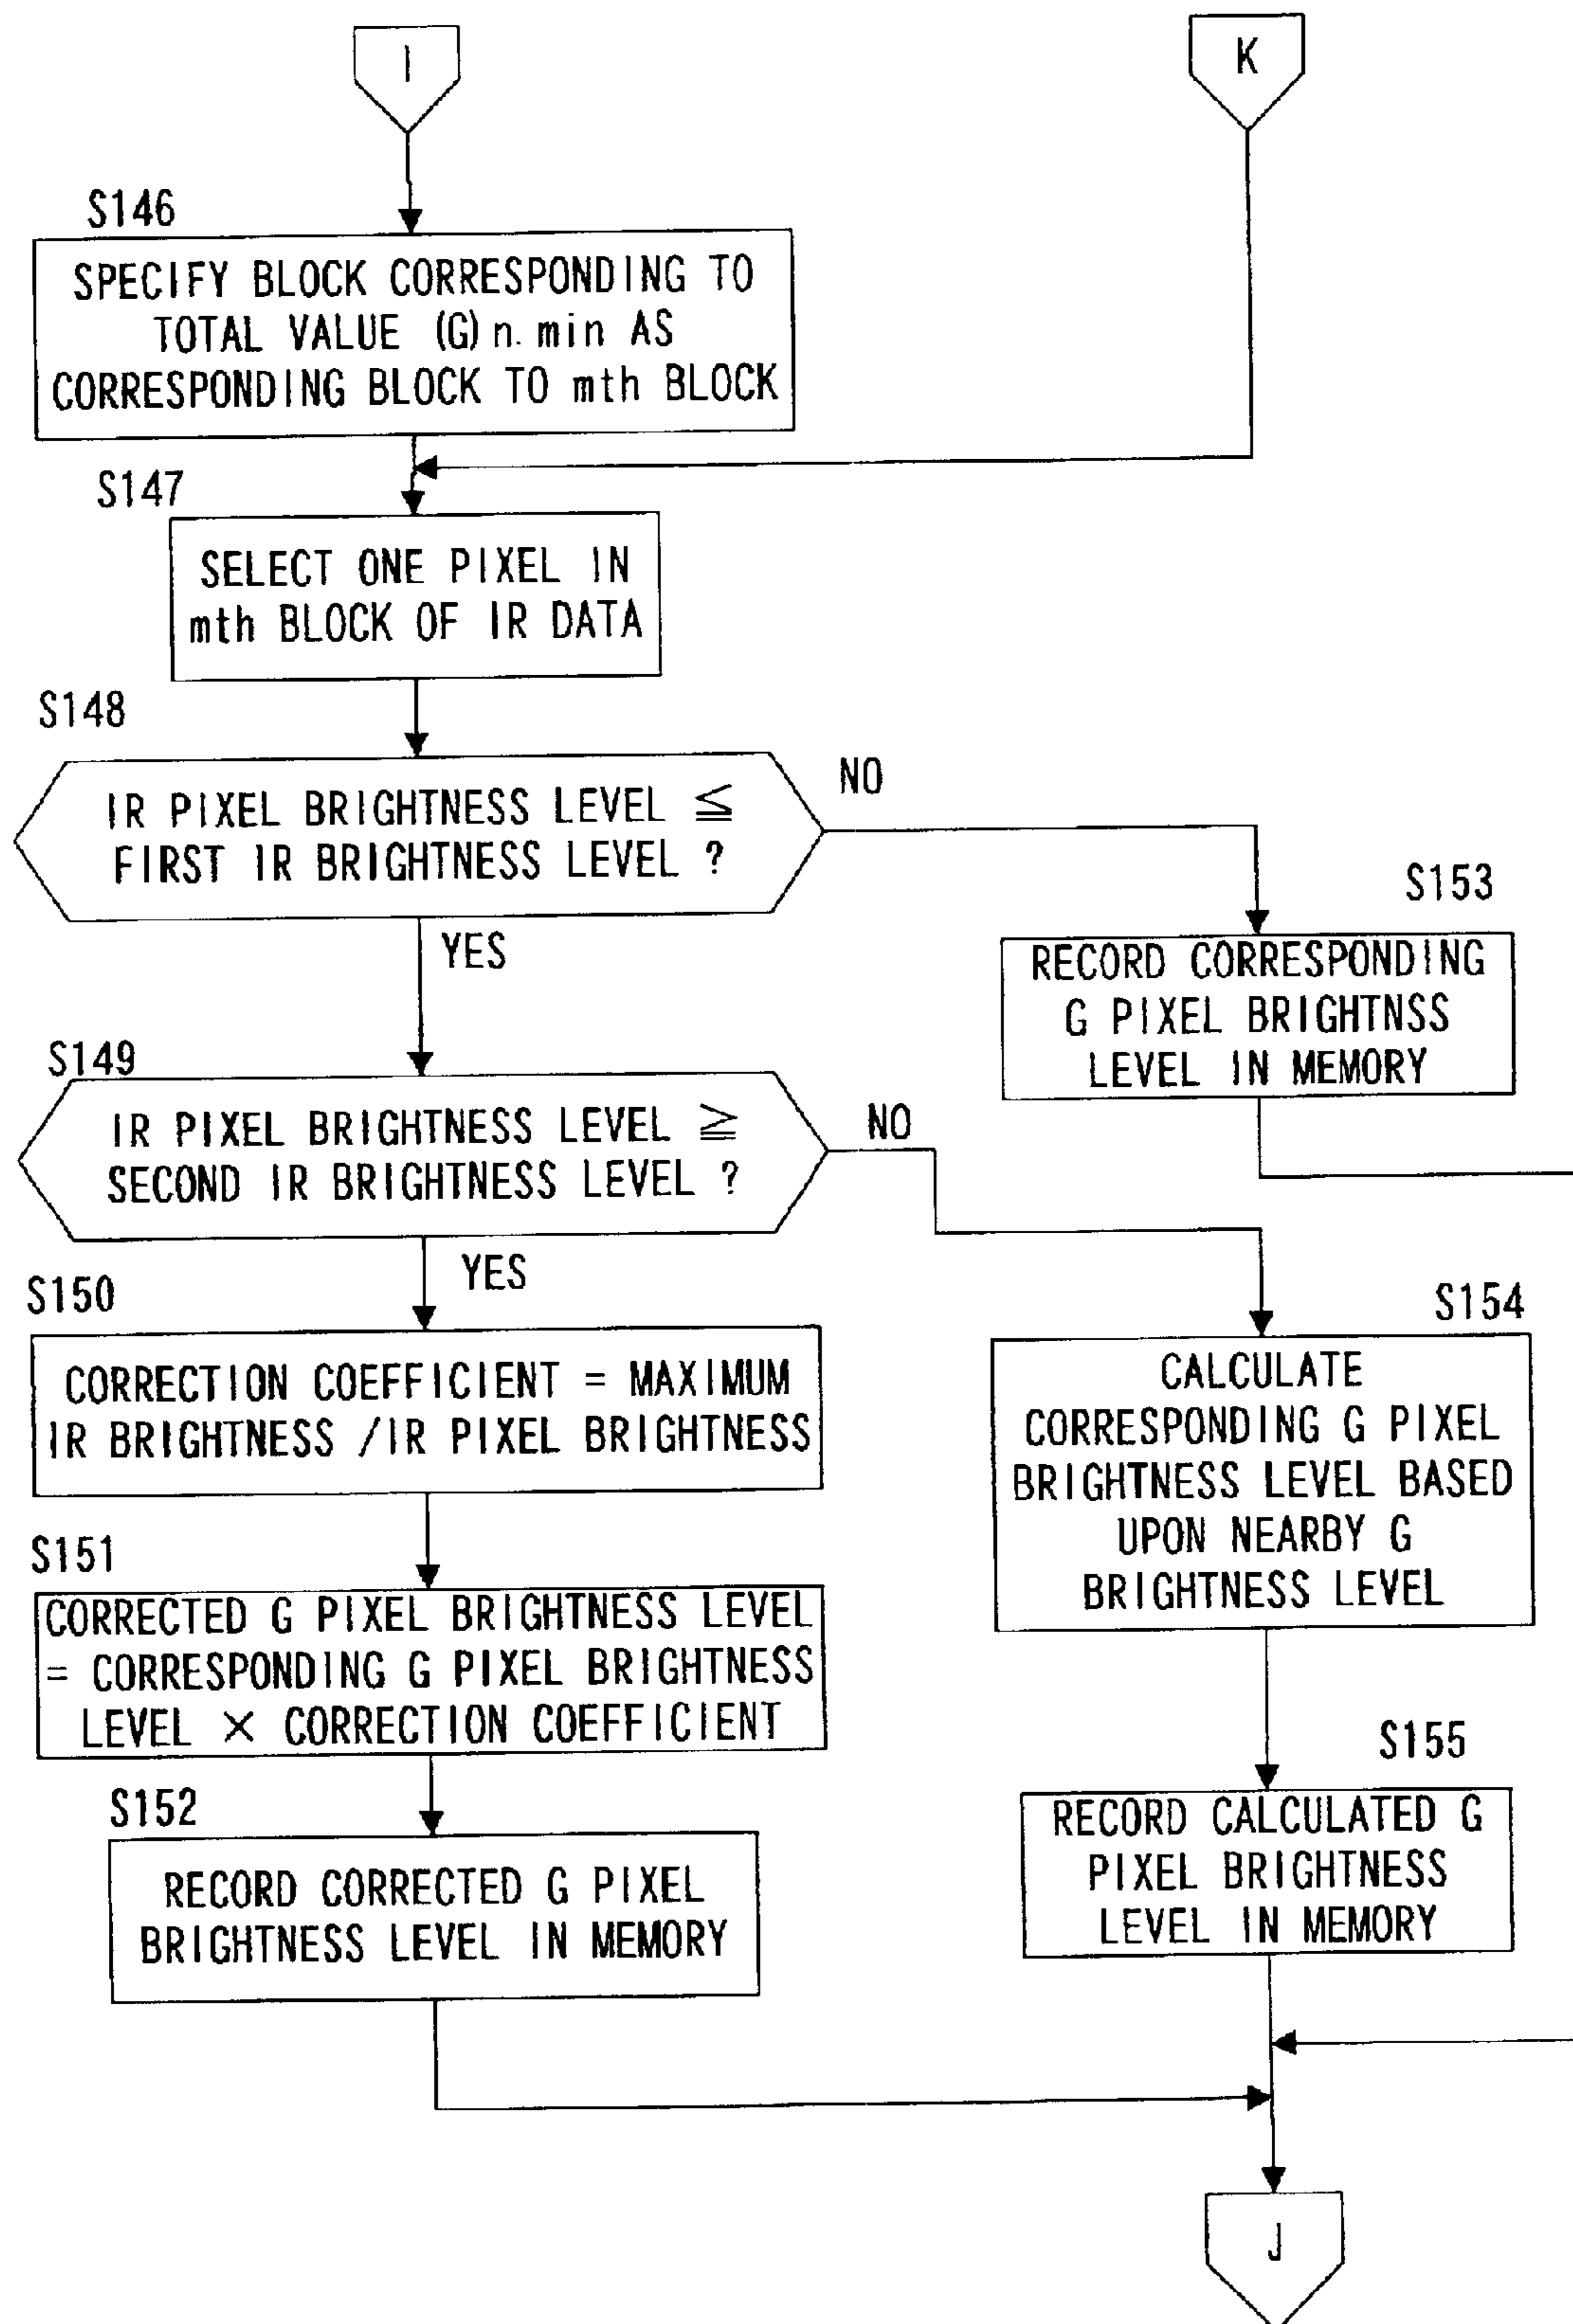 I
K
S146
SPECIFY BLOCK CORRESPONDING TO
TOTAL VALUE (G) n. min AS
CORRESPONDING BLOCK TO mth BLOCK
S147
SELECT ONE PIXEL IN
mth BLOCK OF IR DATA
S148
IR PIXEL BRIGHTNESS LEVEL ≦
FIRST IR BRIGHTNESS LEVEL ?
NO
YES
S153
RECORD CORRESPONDING
G PIXEL BRIGHTNSS
LEVEL IN MEMORY
S149
IR PIXEL BRIGHTNESS LEVEL ≧
SECOND IR BRIGHTNESS LEVEL ?
NO
YES
S150
CORRECTION COEFFICIENT = MAXIMUM
IR BRIGHTNESS /IR PIXEL BRIGHTNESS
S154
CALCULATE
CORRESPONDING G PIXEL
BRIGHTNESS LEVEL BASED
UPON NEARBY G
BRIGHTNESS LEVEL
S151
CORRECTED G PIXEL BRIGHTNESS LEVEL
= CORRESPONDING G PIXEL BRIGHTNESS
LEVEL × CORRECTION COEFFICIENT
S155
RECORD CALCULATED G
PIXEL BRIGHTNESS
LEVEL IN MEMORY
S152
RECORD CORRECTED G PIXEL
BRIGHTNESS LEVEL IN MEMORY
J